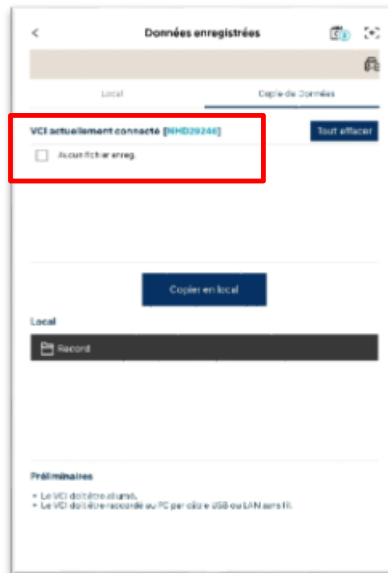 Données enregistrées
Local
Copie de Données
VCI actuellement connecté [NHD29246]
Tout effacer
Aucun fichier enreg.
Copier en local
Local
Record
Préliminaires
• Le VCI doit être allumé.
• Le VCI doit être raccordé au PC par câble USB ou LAN sans fil.